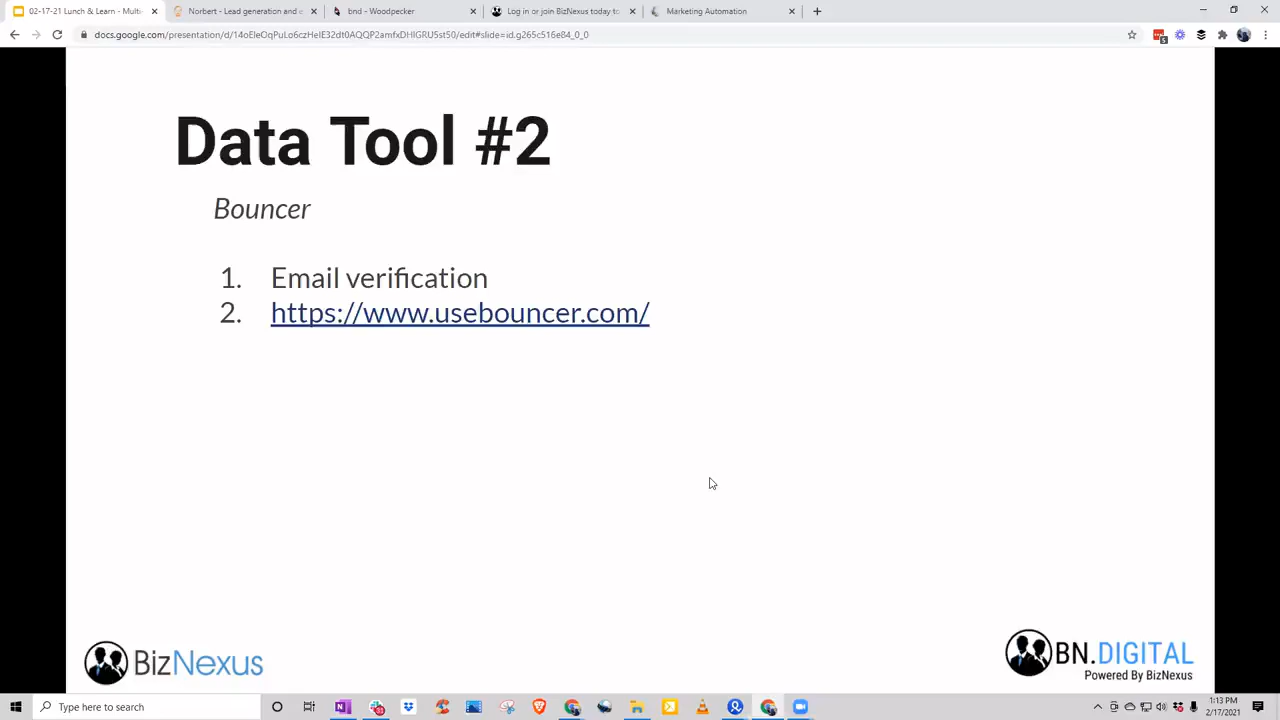 02-17-21 Lunch & Learn - Multi-
Norbert - Lead generation and e
bnd - Woodpecker
Log in or join BizNexus today to
Marketing Automation
docs.google.com/presentation/d/14oEleOqPuLo6czHeIE32dt0AQQP2amfxDHIGRU5st50/edit#slide=id.g265c516e84_0_0
Data Tool #2
Bouncer
1. Email verification
2. https://www.usebouncer.com/
BizNexus
BN.DIGITAL
Powered By BizNexus
Type here to search
1:13 PM
2/17/2021